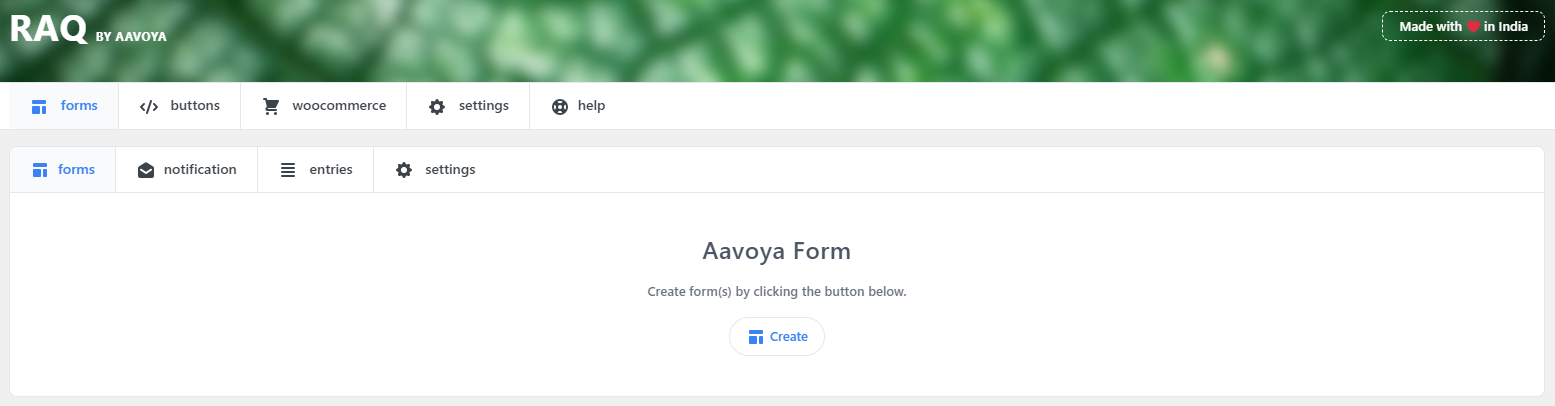 RAQ BY AAVOYA
Made with ❤ in India
forms buttons woocommerce settings help
forms notification entries settings
Aavoya Form
Create form(s) by clicking the button below.
Create